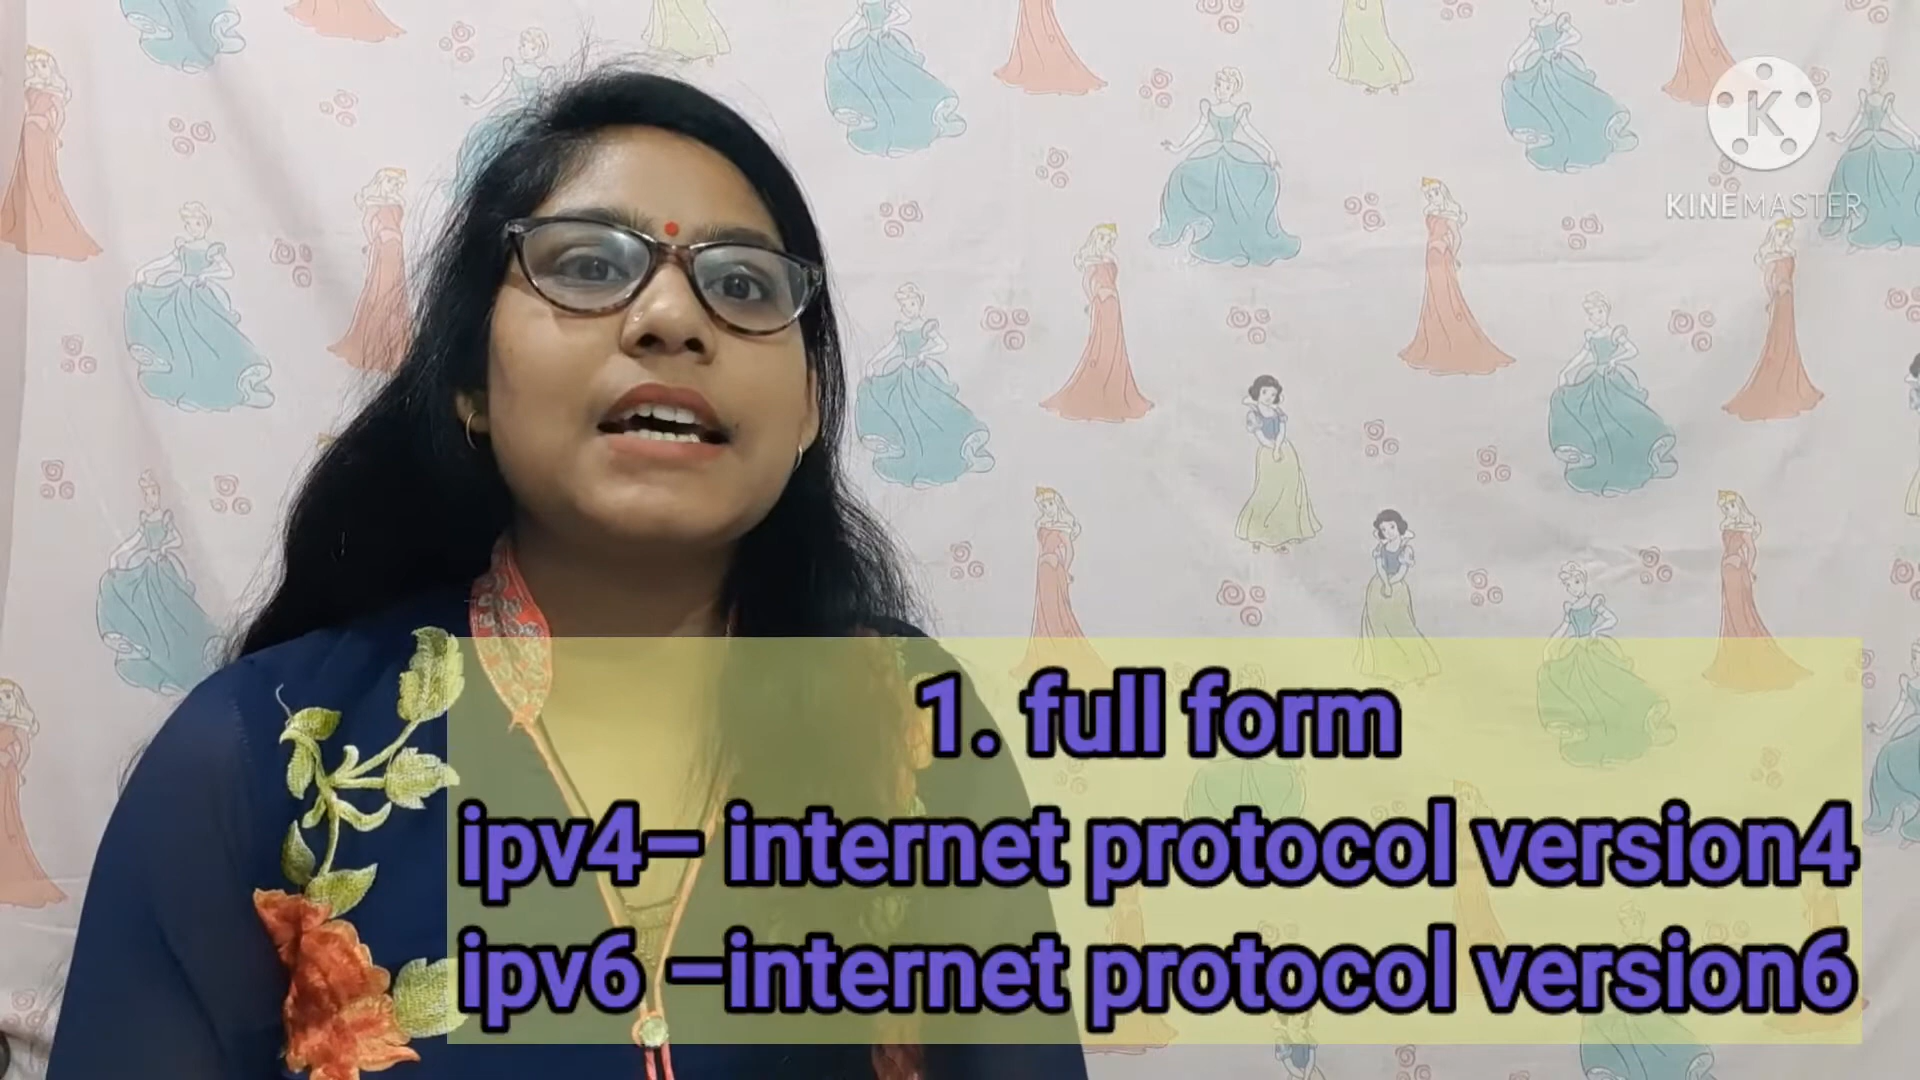 K
KINEMASTER
1. full form
ipv4– internet protocol version4
ipv6 –internet protocol version6